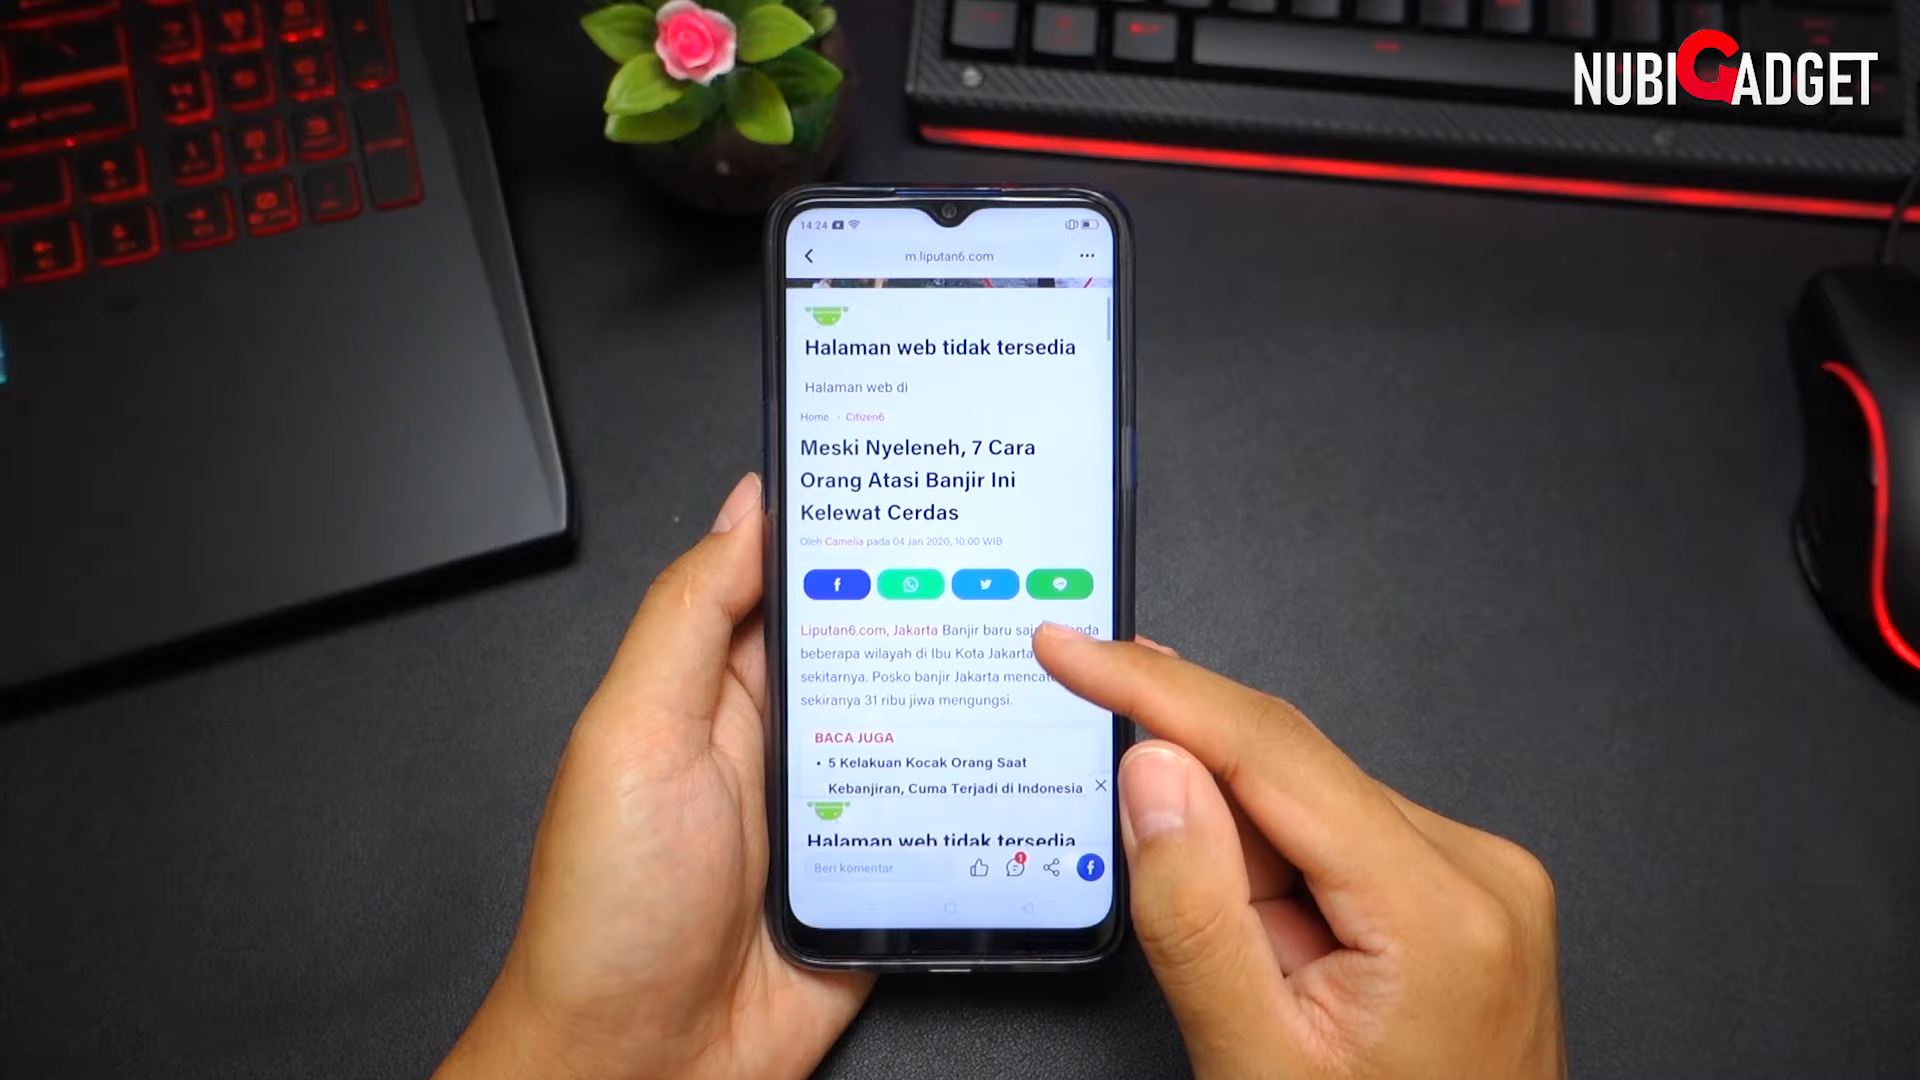 NUBIGADGET
14:24
m.liputan6.com
Halaman web tidak tersedia
Halaman web di
Home - Citizen6
Meski Nyeleneh, 7 Cara
Orang Atasi Banjir Ini
Kelewat Cerdas
Oleh Camelia pada 04 Jan 2020, 10:00 WIB
Liputan6.com, Jakarta Banjir baru
beberapa wilayah di Ibu Kota Jakarta
sekitarnya. Posko banjir Jakarta
sekiranya 31 ribu jiwa mengungsi.
BACA JUGA
• 5 Kelakuan Kocak Orang Saat
Kebanjiran, Cuma Terjadi di Indonesia
Halaman web tidak tersedia
Beri komentar
1